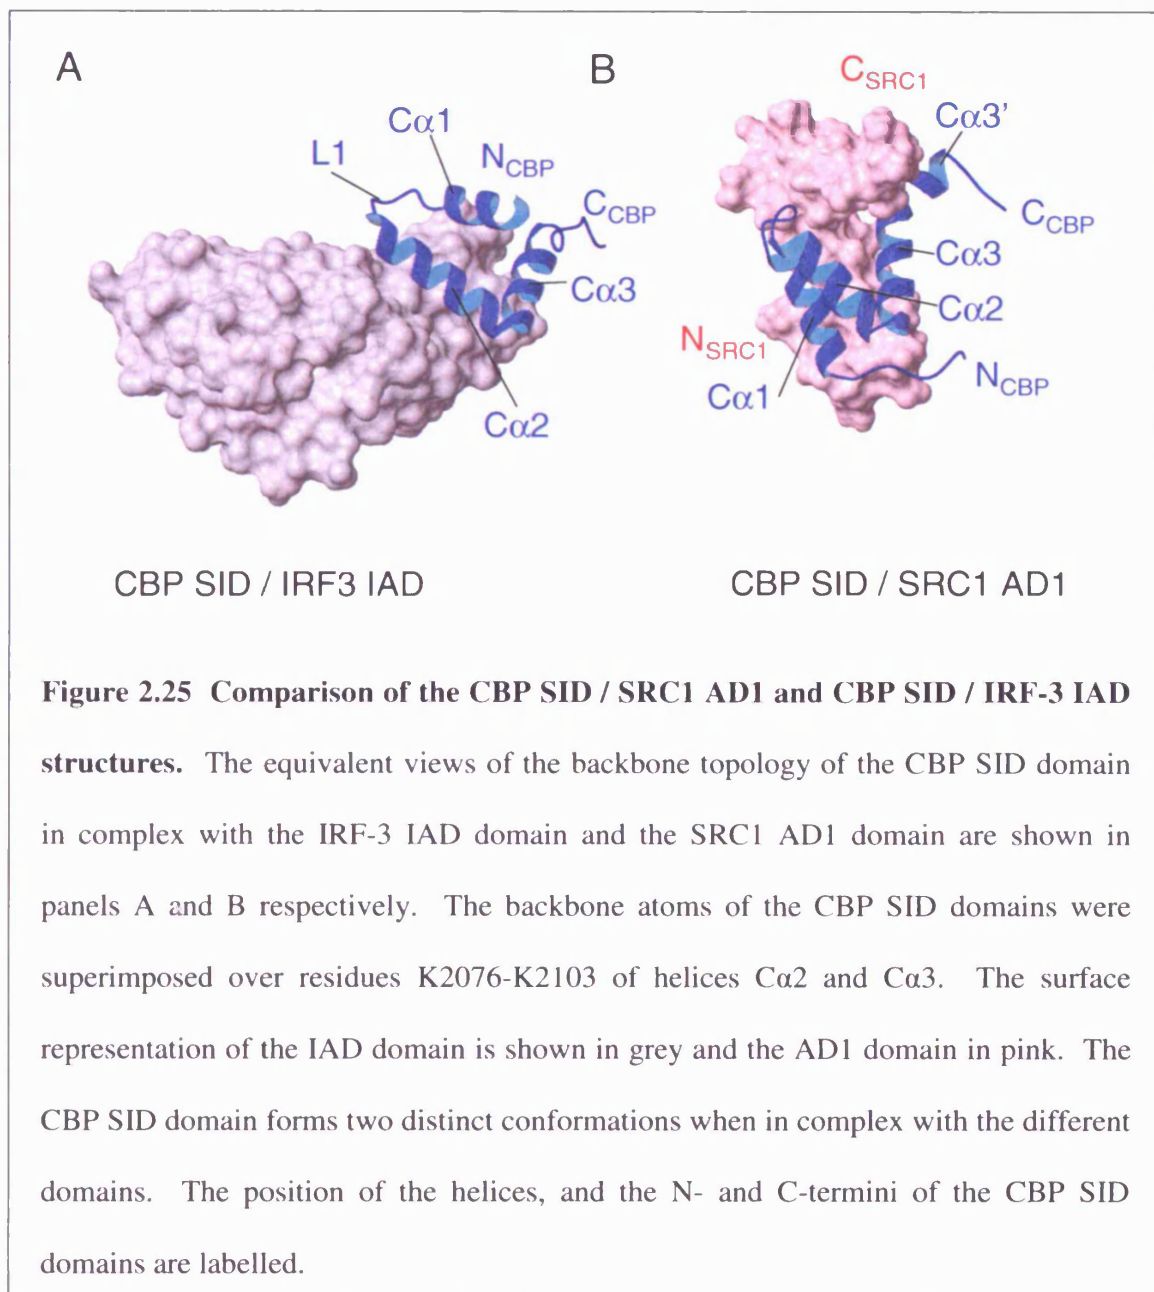 A
B
C_SRC1
Cα1
Cα3'
L1
N_CBP
C_CBP
C_CBP
Cα3
Cα3
Cα2
N_SRC1
N_CBP
Cα1
Cα2
CBP SID / IRF3 IAD
CBP SID / SRC1 AD1
Figure 2.25 Comparison of the CBP SID / SRC1 AD1 and CBP SID / IRF-3 IAD
structures. The equivalent views of the backbone topology of the CBP SID domain
in complex with the IRF-3 IAD domain and the SRC1 AD1 domain are shown in
panels A and B respectively. The backbone atoms of the CBP SID domains were
superimposed over residues K2076-K2103 of helices Cα2 and Cα3. The surface
representation of the IAD domain is shown in grey and the AD1 domain in pink. The
CBP SID domain forms two distinct conformations when in complex with the different
domains. The position of the helices, and the N- and C-termini of the CBP SID
domains are labelled.